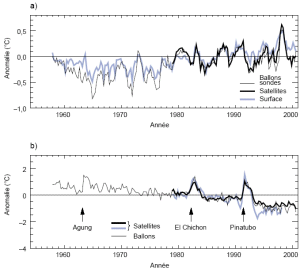 a)
Anomalie (°C)
0,5
0,0
-0,5
-1,0
Ballons
sondes
Satellites
Surface
1960 1970 1980 1990 2000
Année
b)
Anomalie (°C)
4
2
0
-2
-4
Agung
El Chichon
Pinatubo
} Satellites
Ballons
1960 1970 1980 1990 2000
Année